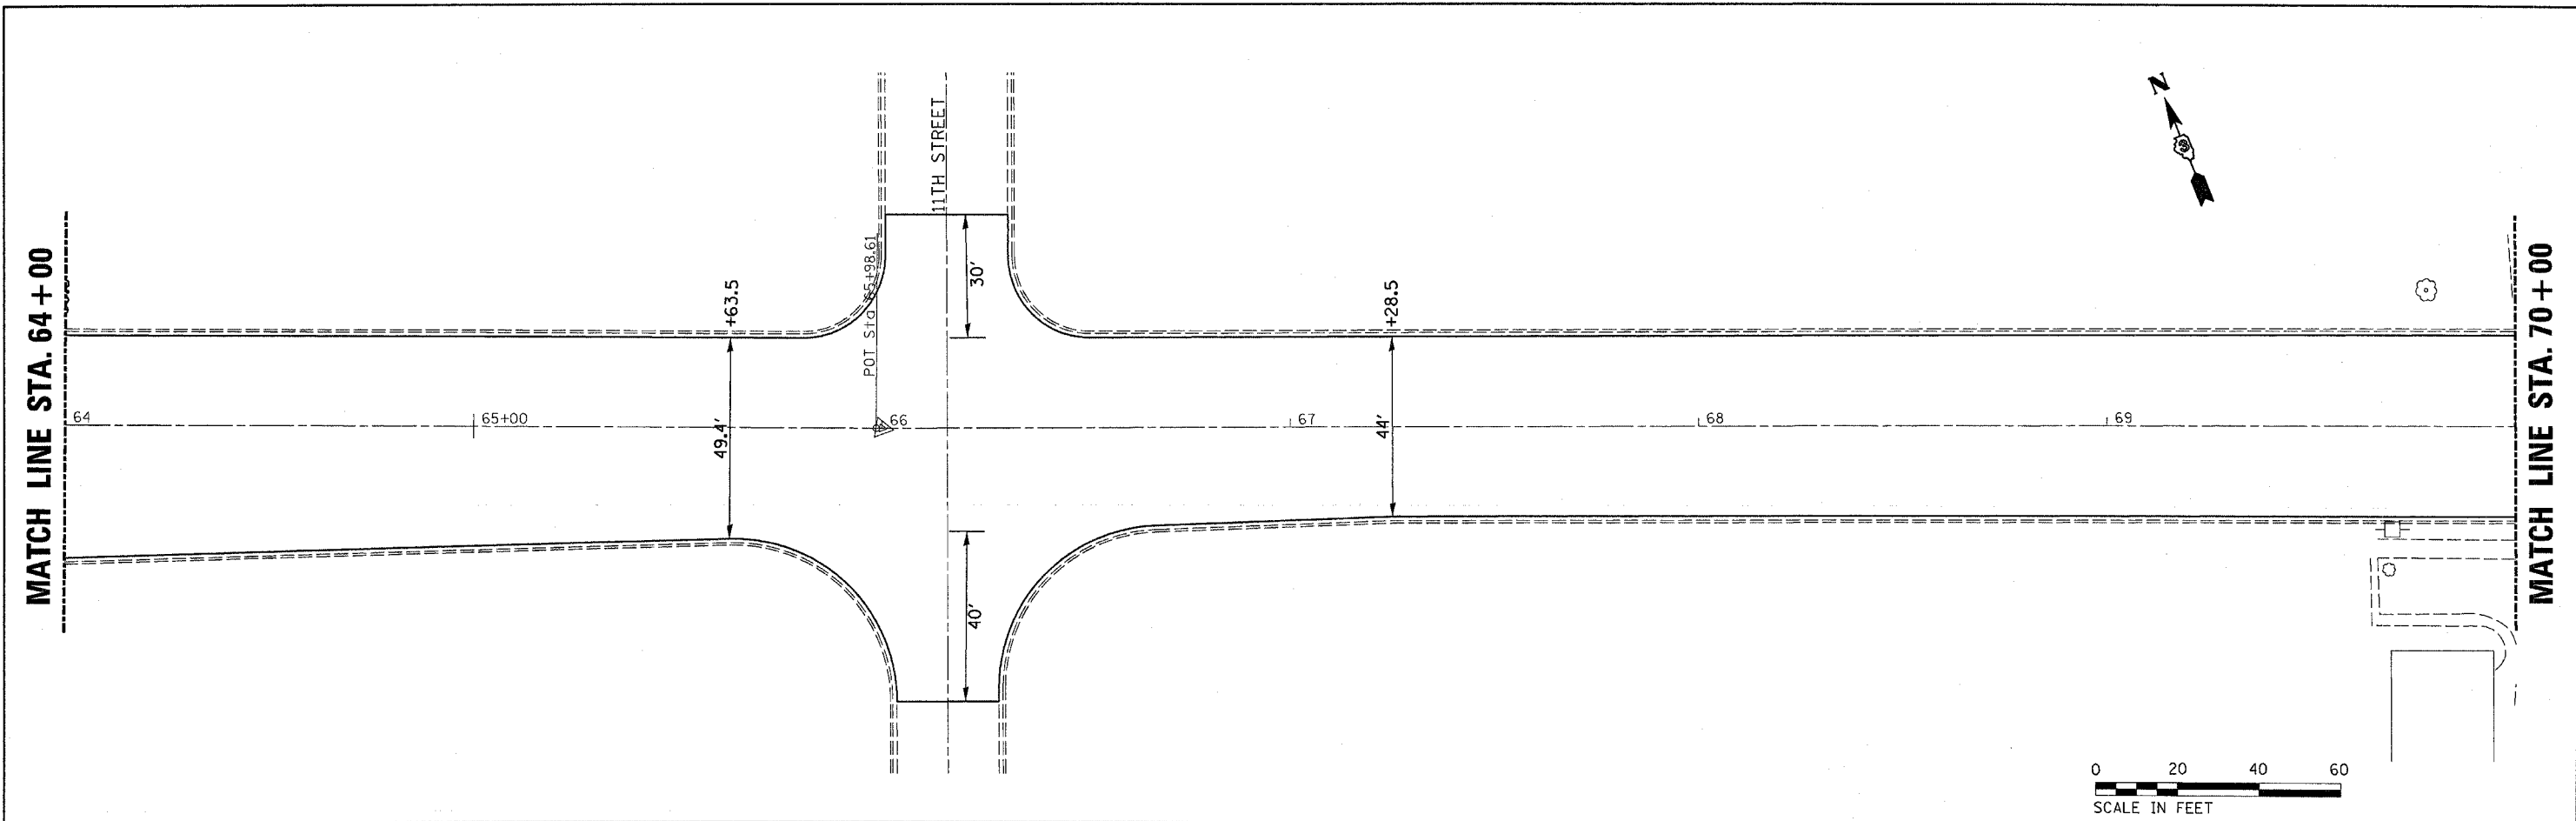 N
11TH STREET
POT Sta 65+98.61
30'
+63.5
+28.5
MATCH LINE STA. 64+00
MATCH LINE STA. 70+00
64
65+00
66
67
68
69
49.4'
44'
40'
0 20 40 60
SCALE IN FEET